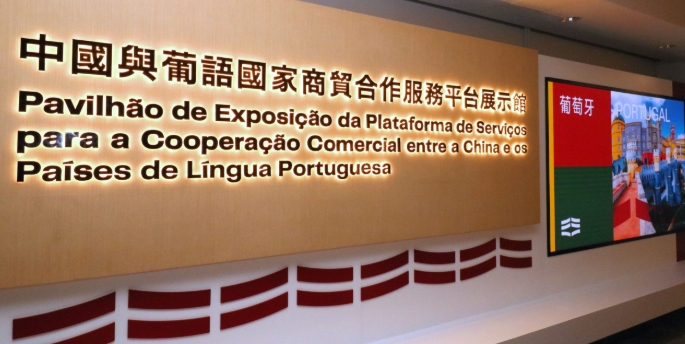 中國與葡語國家商貿合作服務平台展示館
Pavilhão de Exposição da Plataforma de Serviços
para a Cooperação Comercial entre a China e os
Países de Língua Portuguesa
葡萄牙
PORTUGAL